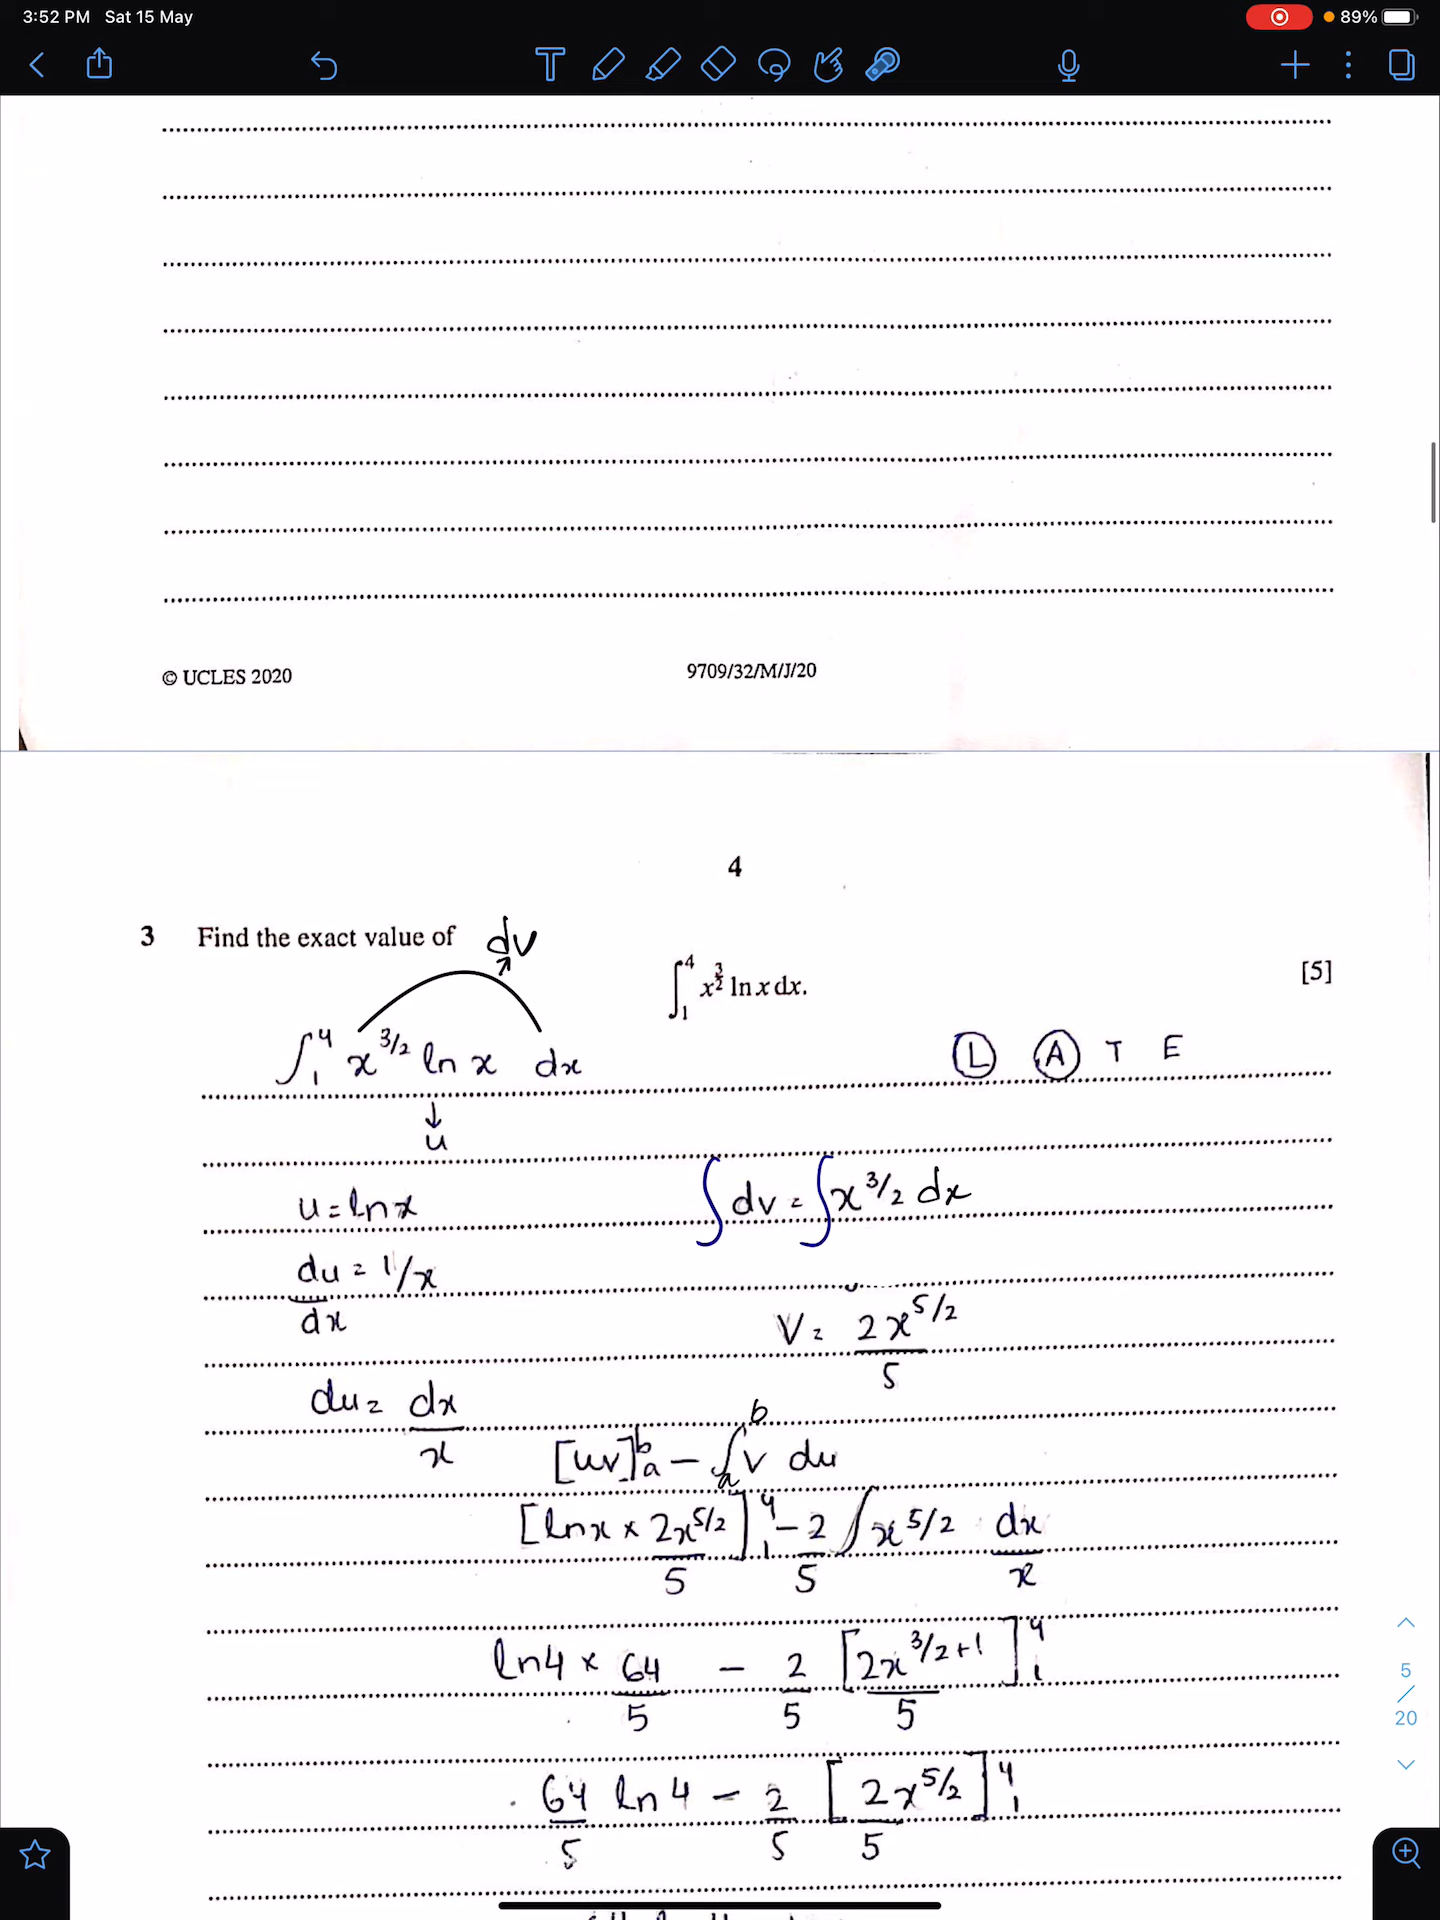 3:52 PM Sat 15 May
89%
T
© UCLES 2020
9709/32/M/J/20
4
3 Find the exact value of dv
∫₁⁴ x^(3/2) ln x dx.
[5]
∫₁⁴ x^(3/2) ln x dx
L A T E
↓
u
u = ln x
∫dv = ∫x^(3/2) dx
du/dx = 1/x
v = 2x^(5/2)/5
du = dx/x
[uv]ₐᵇ − ∫ₐᵇ v du
[ln x × 2x^(5/2)/5]₁⁴ − 2/5 ∫x^(5/2) dx/x
ln4 × 64/5 − 2/5 [2x^(3/2+1)/5]₁⁴
64/5 ln 4 − 2/5 [2x^(5/2)/5]₁⁴
5
/
20